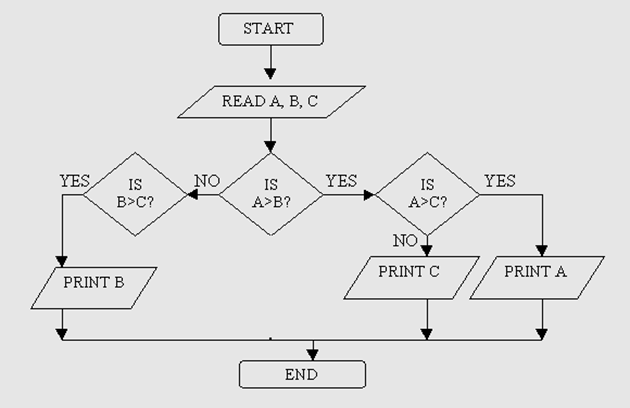 START
READ A, B, C
YES
IS
B>C?
NO
IS
A>B?
YES
IS
A>C?
YES
NO
PRINT B
PRINT C
PRINT A
END